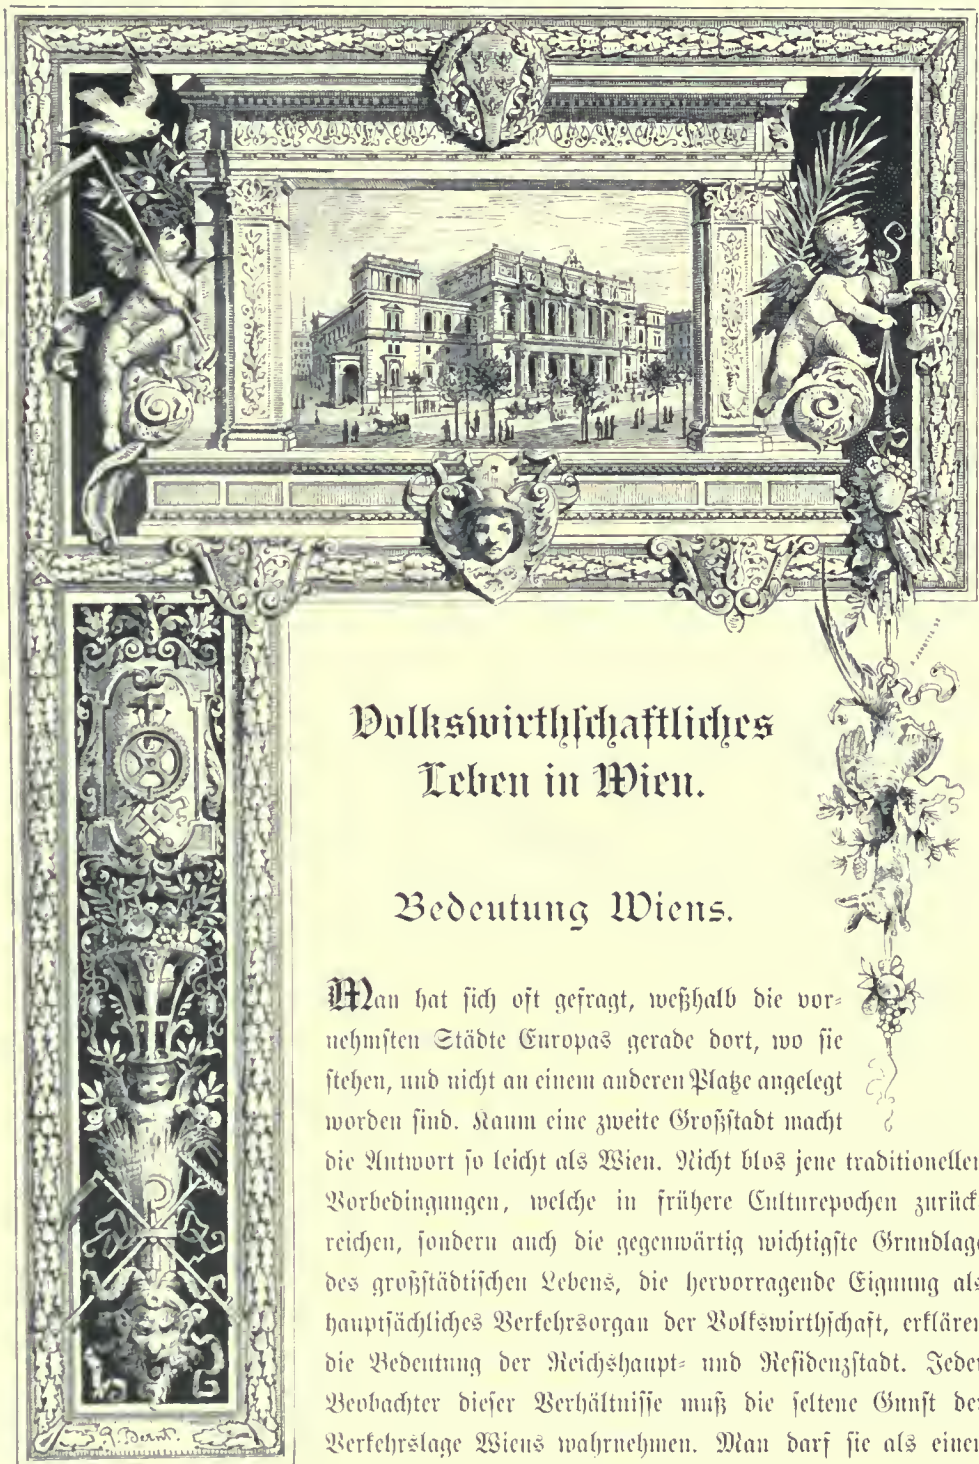 Volkswirthschaftliches
Leben in Wien.
Bedeutung Wiens.
Man hat sich oft gefragt, weßhalb die vor-
nehmsten Städte Europas gerade dort, wo sie
stehen, und nicht an einem anderen Platze angelegt
worden sind. Kaum eine zweite Großstadt macht
die Antwort so leicht als Wien. Nicht blos jene traditionellen
Vorbedingungen, welche in frühere Culturepochen zurück-
reichen, sondern auch die gegenwärtig wichtigste Grundlage
des großstädtischen Lebens, die hervorragende Eignung als
hauptsächliches Verkehrsorgan der Volkswirthschaft, erklären
die Bedeutung der Reichshaupt- und Residenzstadt. Jeder
Beobachter dieser Verhältnisse muß die seltene Gunst der
Verkehrslage Wiens wahrnehmen. Man darf sie als einen
R. Bernt.